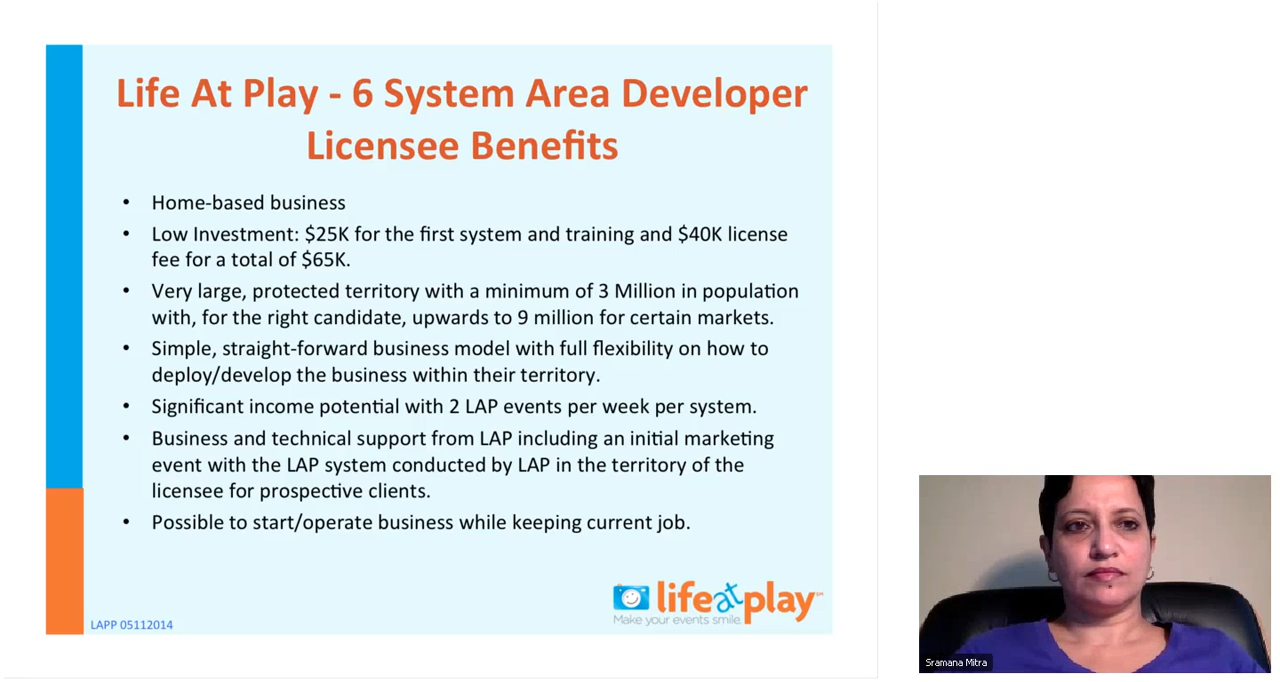 Life At Play - 6 System Area Developer
Licensee Benefits
• Home-based business
• Low Investment: $25K for the first system and training and $40K license
fee for a total of $65K.
• Very large, protected territory with a minimum of 3 Million in population
with, for the right candidate, upwards to 9 million for certain markets.
• Simple, straight-forward business model with full flexibility on how to
deploy/develop the business within their territory.
• Significant income potential with 2 LAP events per week per system.
• Business and technical support from LAP including an initial marketing
event with the LAP system conducted by LAP in the territory of the
licensee for prospective clients.
• Possible to start/operate business while keeping current job.
lifeatplay℠
Make your events smile.
LAPP 05112014
Sramana Mitra